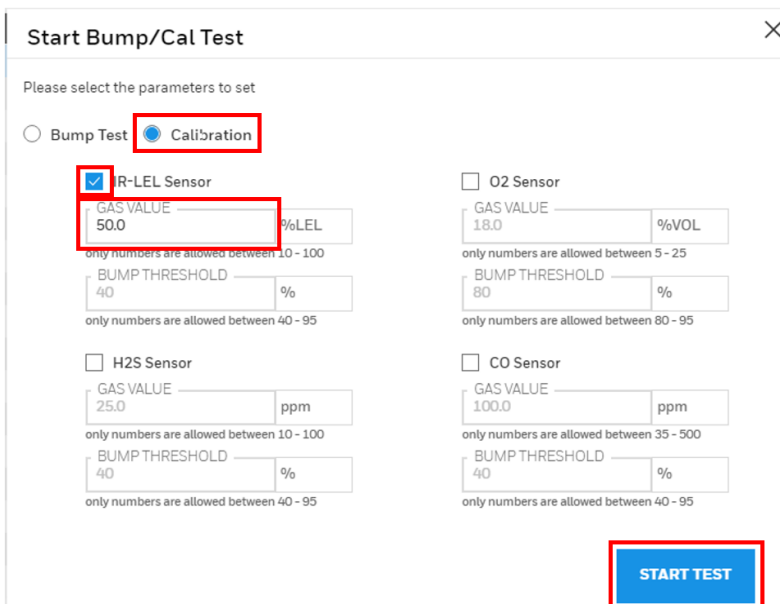 Start Bump/Cal Test
Please select the parameters to set
Bump Test Calibration
IR-LEL Sensor
GAS VALUE
50.0 %LEL
only numbers are allowed between 10 - 100
BUMP THRESHOLD
40 %
only numbers are allowed between 40 - 95
O2 Sensor
GAS VALUE
18.0 %VOL
only numbers are allowed between 5 - 25
BUMP THRESHOLD
80 %
only numbers are allowed between 80 - 95
H2S Sensor
GAS VALUE
25.0 ppm
only numbers are allowed between 10 - 100
BUMP THRESHOLD
40 %
only numbers are allowed between 40 - 95
CO Sensor
GAS VALUE
100.0 ppm
only numbers are allowed between 35 - 500
BUMP THRESHOLD
40 %
only numbers are allowed between 40 - 95
START TEST